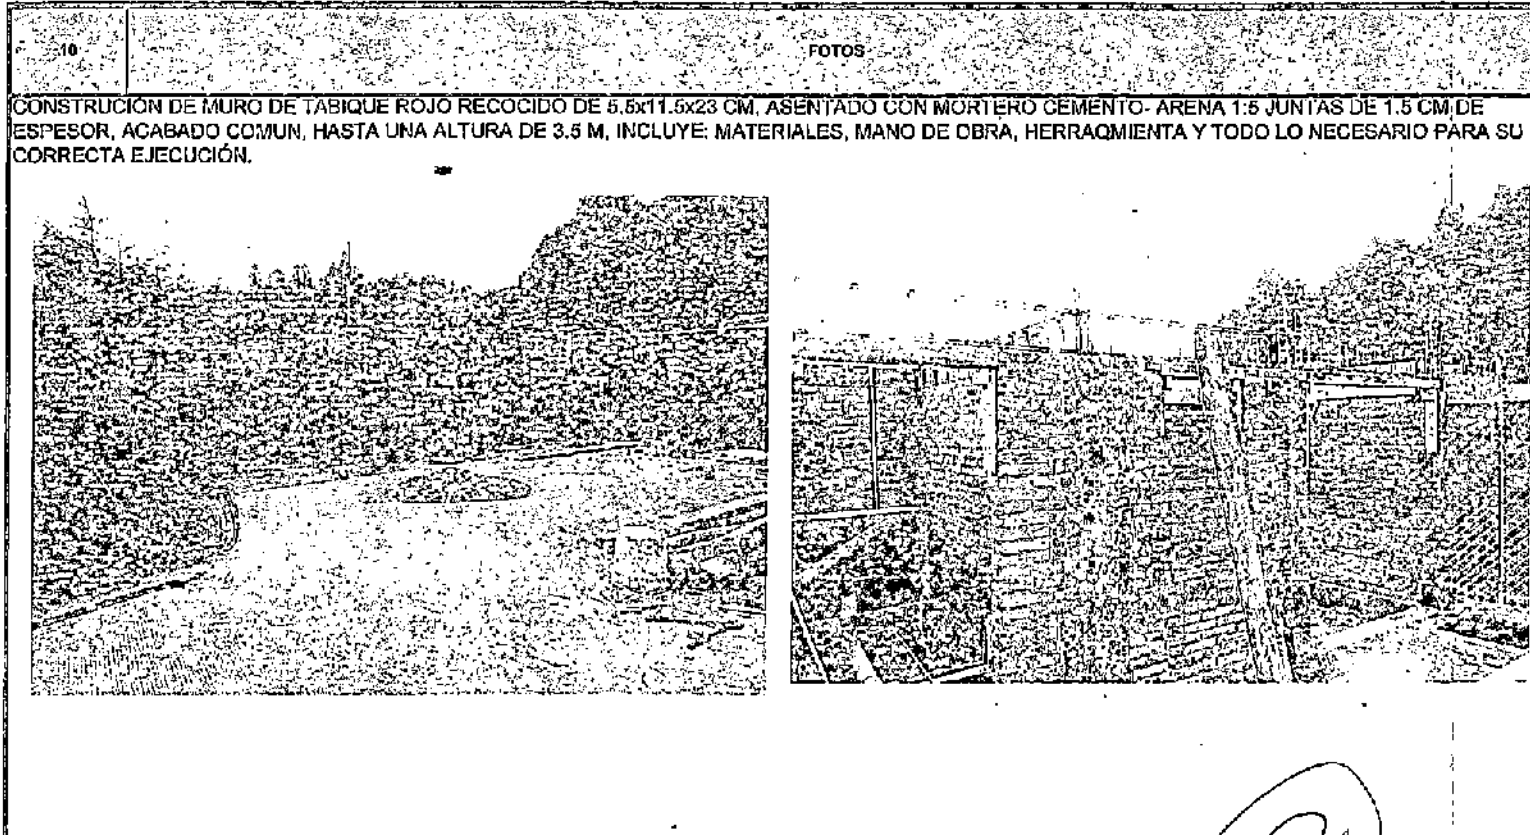 10 FOTOS
CONSTRUCIÓN DE MURO DE TABIQUE ROJO RECOCIDO DE 5.5x11.5x23 CM, ASENTADO CON MORTERO CEMENTO- ARENA 1:5 JUNTAS DE 1.5 CM DE
ESPESOR, ACABADO COMUN, HASTA UNA ALTURA DE 3.5 M, INCLUYE: MATERIALES, MANO DE OBRA, HERRAQMIENTA Y TODO LO NECESARIO PARA SU
CORRECTA EJECUCIÓN.